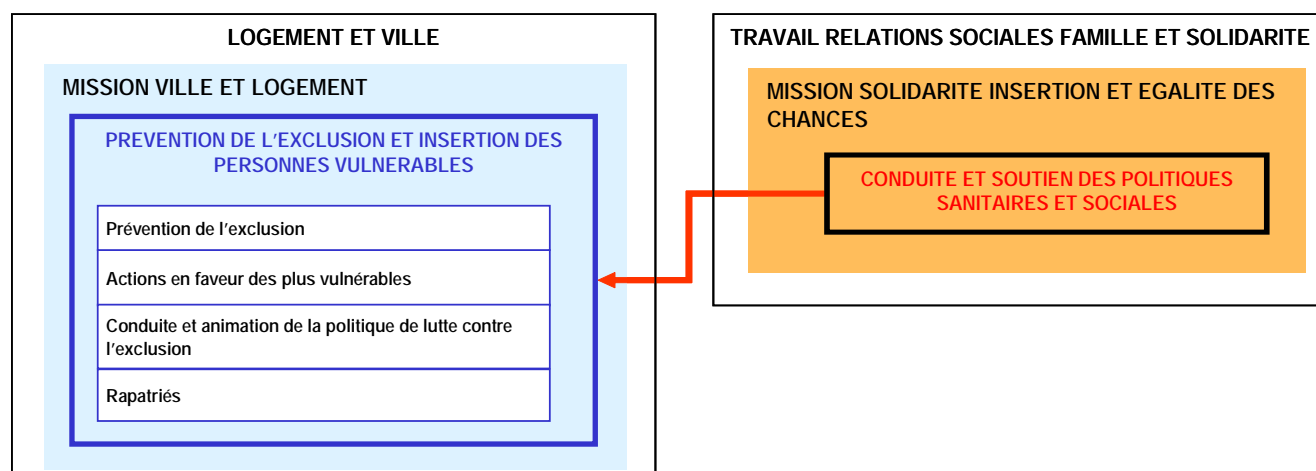 LOGEMENT ET VILLE
MISSION VILLE ET LOGEMENT
PREVENTION DE L'EXCLUSION ET INSERTION DES
PERSONNES VULNERABLES
Prévention de l'exclusion
Actions en faveur des plus vulnérables
Conduite et animation de la politique de lutte contre
l'exclusion
Rapatriés
TRAVAIL RELATIONS SOCIALES FAMILLE ET SOLIDARITE
MISSION SOLIDARITE INSERTION ET EGALITE DES
CHANCES
CONDUITE ET SOUTIEN DES POLITIQUES
SANITAIRES ET SOCIALES